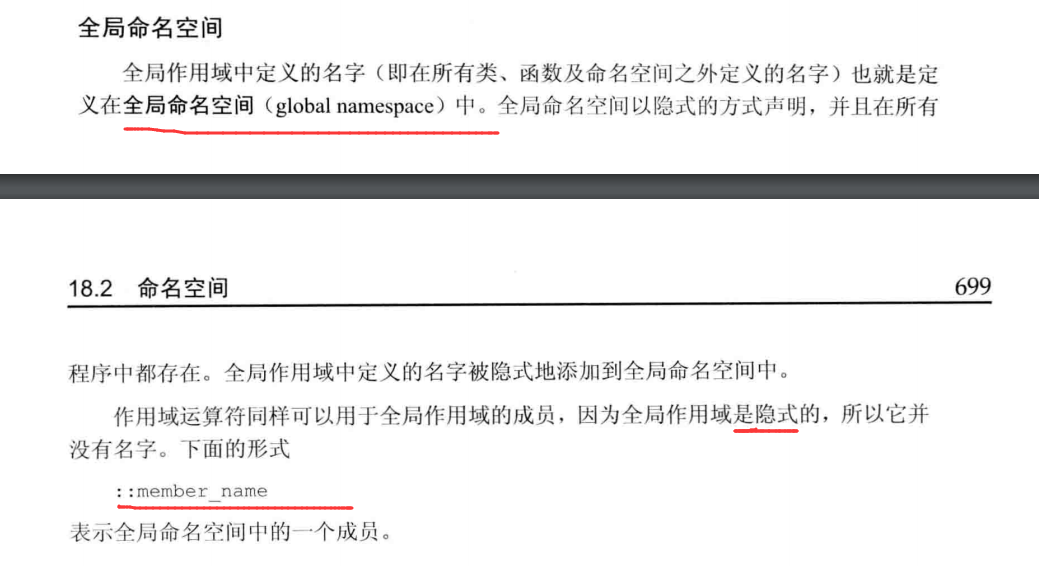 全局命名空间
全局作用域中定义的名字（即在所有类、函数及命名空间之外定义的名字）也就是定
义在全局命名空间（global namespace）中。全局命名空间以隐式的方式声明，并且在所有
18.2 命名空间 699
程序中都存在。全局作用域中定义的名字被隐式地添加到全局命名空间中。
作用域运算符同样可以用于全局作用域的成员，因为全局作用域是隐式的，所以它并
没有名字。下面的形式
::member_name
表示全局命名空间中的一个成员。